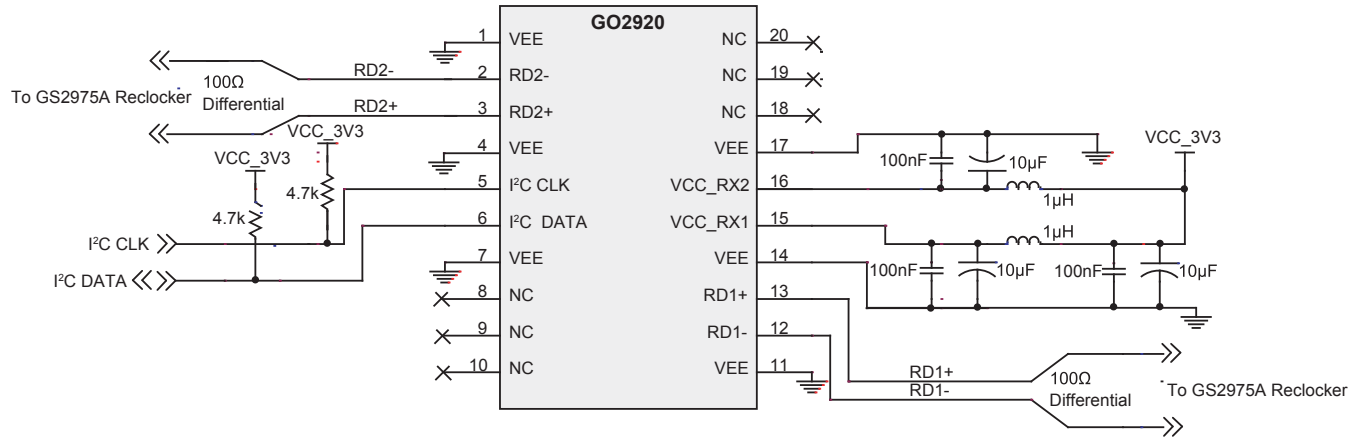 GO2920
1 VEE
2 RD2-
3 RD2+
4 VEE
5 I²C CLK
6 I²C DATA
7 VEE
8 NC
9 NC
10 NC
NC 20
NC 19
NC 18
VEE 17
VCC_RX2 16
VCC_RX1 15
VEE 14
RD1+ 13
RD1- 12
VEE 11
RD2-
100Ω
Differential
To GS2975A Reclocker
RD2+
VCC_3V3
VCC_3V3
4.7k
4.7k
I²C CLK
I²C DATA
100nF
10µF
VCC_3V3
1µH
1µH
100nF
10µF
100nF
10µF
RD1+
RD1-
100Ω
Differential
To GS2975A Reclocker